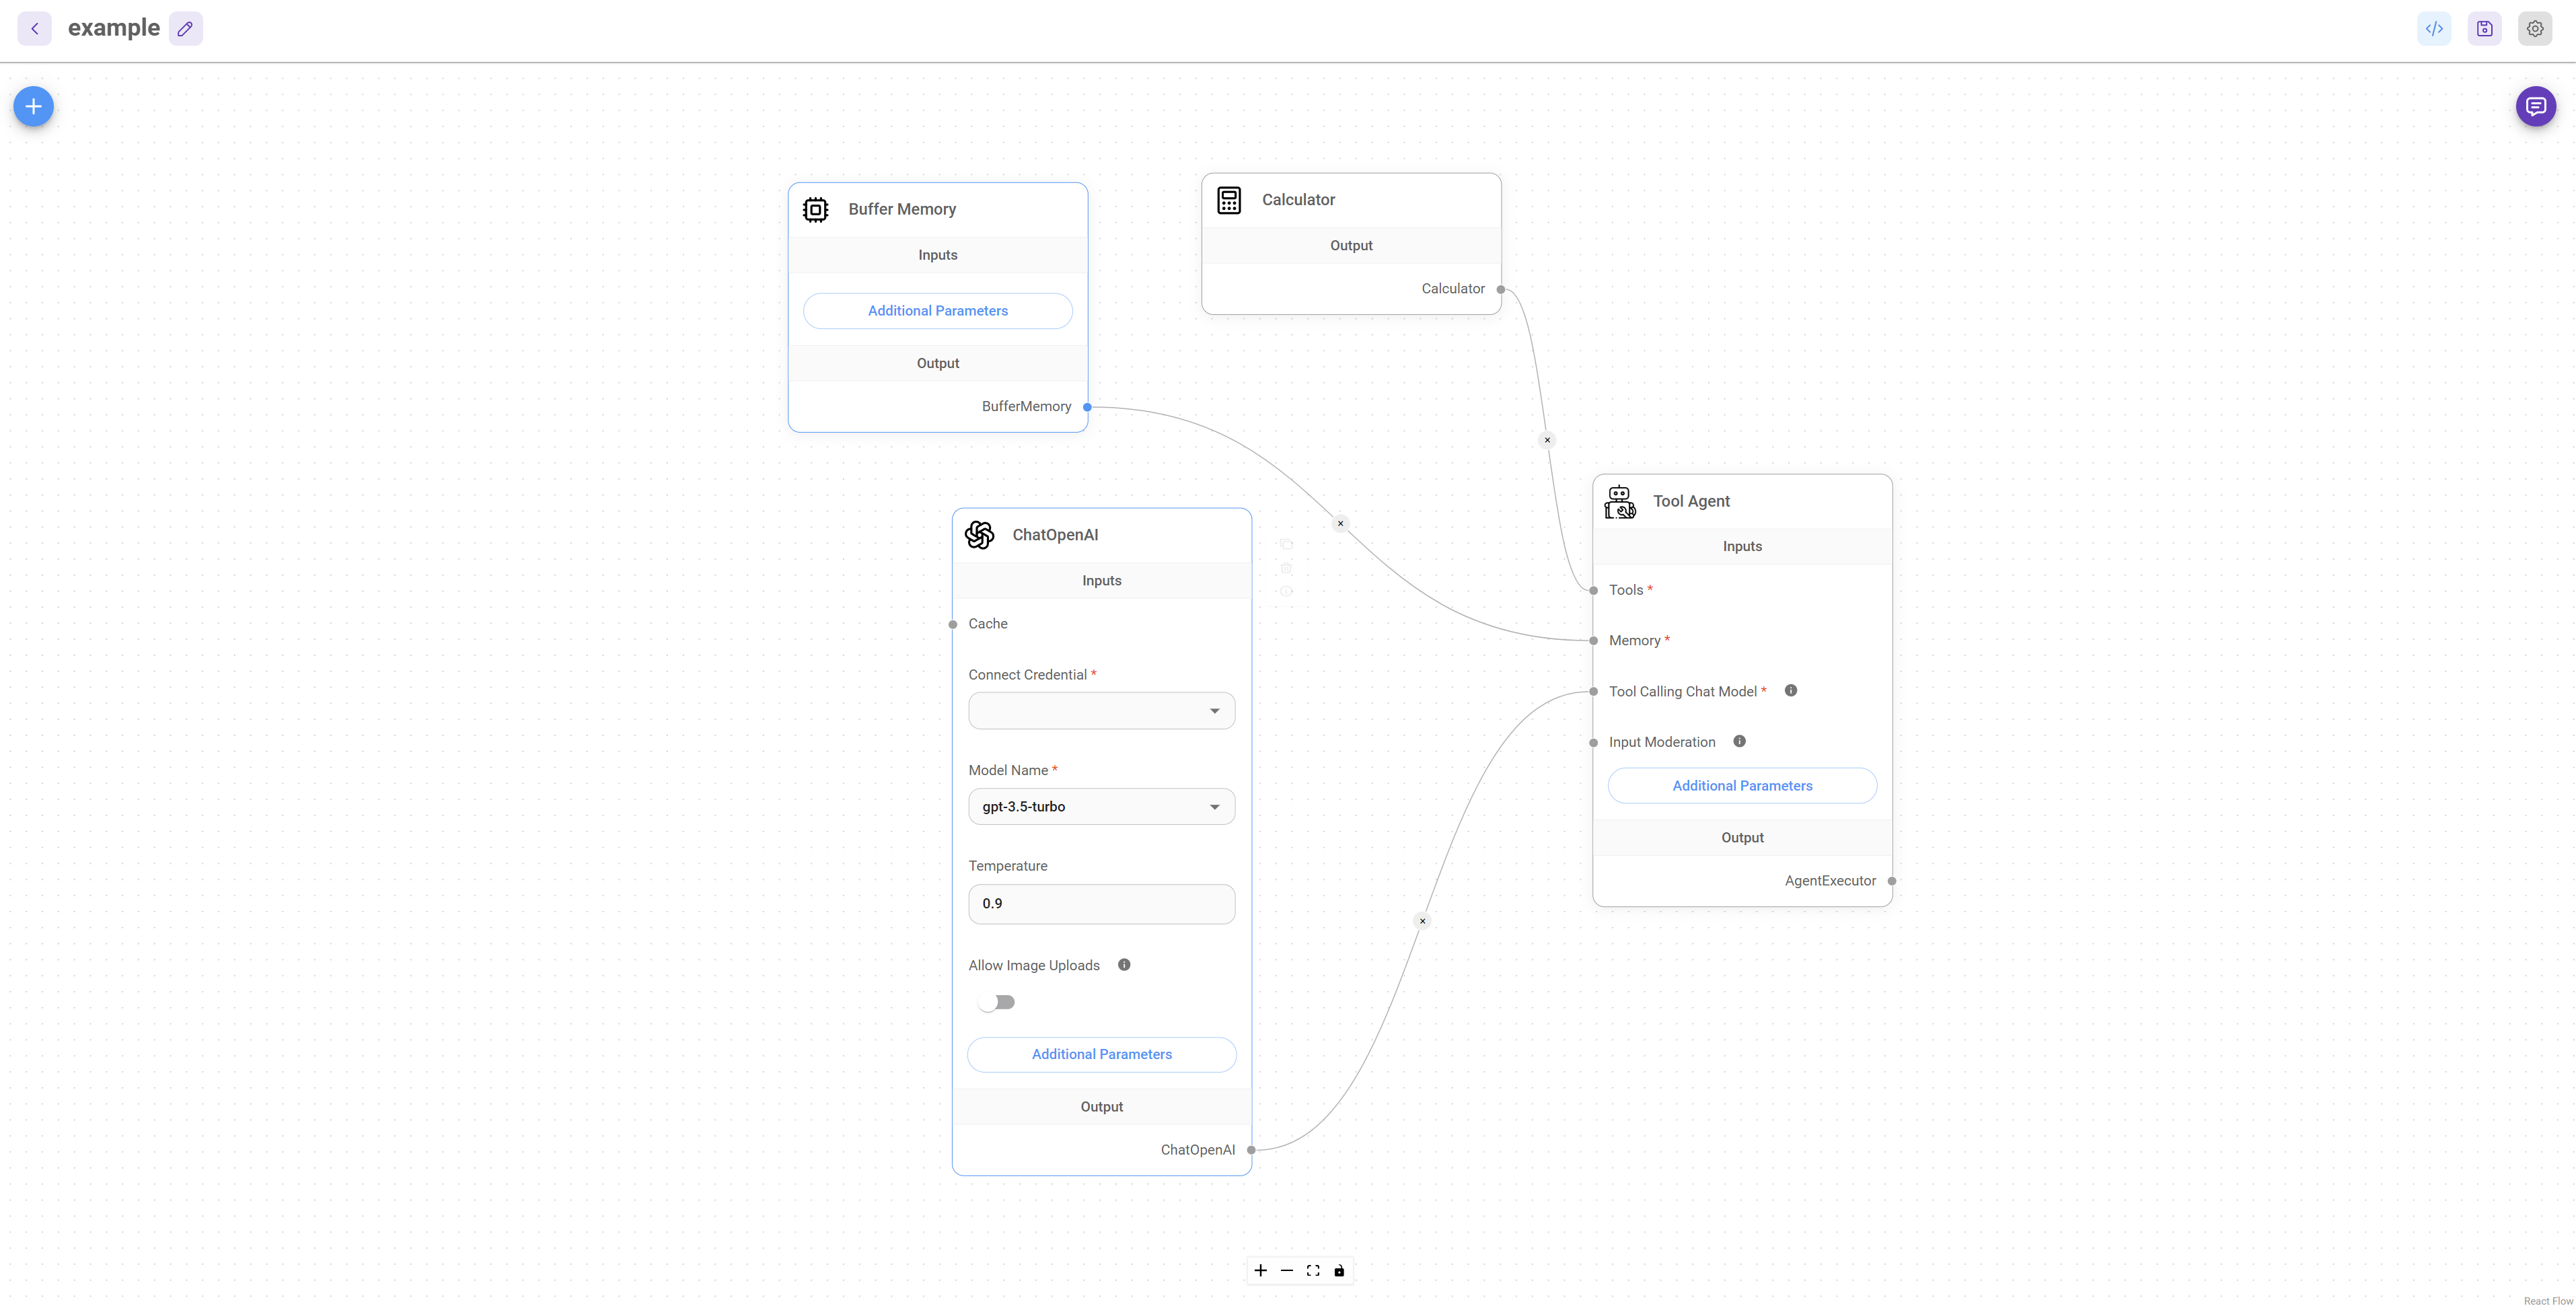 example
Buffer Memory
Inputs
Additional Parameters
Output
BufferMemory
Calculator
Output
Calculator
ChatOpenAI
Inputs
Cache
Connect Credential *
Model Name *
gpt-3.5-turbo
Temperature
0.9
Allow Image Uploads
Additional Parameters
Output
ChatOpenAI
Tool Agent
Inputs
Tools *
Memory *
Tool Calling Chat Model *
Input Moderation
Additional Parameters
Output
AgentExecutor
React Flow